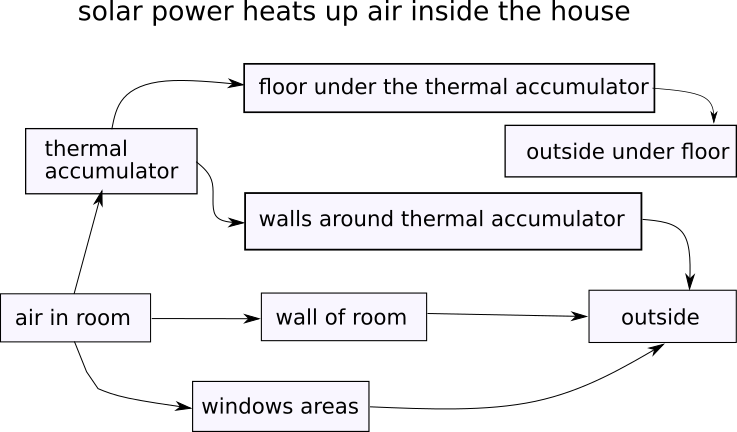 solar power heats up air inside the house
floor under the thermal accumulator
outside under floor
thermal
accumulator
walls around thermal accumulator
air in room
wall of room
outside
windows areas